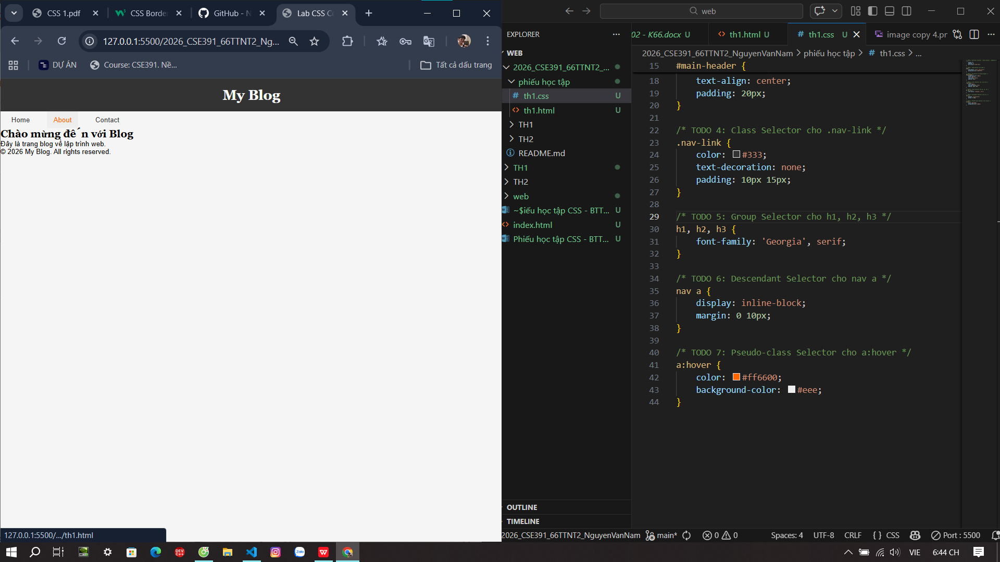 CSS 1.pdf
CSS Borde
GitHub - N
Lab CSS Co
127.0.0.1:5500/2026_CSE391_66TTNT2_Ng...
DỰ ÁN
Course: CSE391. Nề...
Tất cả dấu trang
My Blog
Home About Contact
Chào mừng đến với Blog
Đây là trang blog về lập trình web.
© 2026 My Blog. All rights reserved.
127.0.0.1:5500/.../th1.html
web
EXPLORER
WEB
2026_CSE391_66TTNT2_...
phiếu học tập
th1.css U
th1.html U
TH1
TH2
README.md
TH1
TH2
web
~$iếu học tập CSS - BTT... U
index.html U
Phiếu học tập CSS - BTT... U
OUTLINE
TIMELINE
02 - K66.docx U
th1.html U
th1.css U
image copy 4.pr
2026_CSE391_66TTNT2_NguyenVanNam > phiếu học tập > # th1.css > ...
15 #main-header {
18 text-align: center;
19 padding: 20px;
20 }
21
22 /* TODO 4: Class Selector cho .nav-link */
23 .nav-link {
24 color: #333;
25 text-decoration: none;
26 padding: 10px 15px;
27 }
28
29 /* TODO 5: Group Selector cho h1, h2, h3 */
30 h1, h2, h3 {
31 font-family: 'Georgia', serif;
32 }
33
34 /* TODO 6: Descendant Selector cho nav a */
35 nav a {
36 display: inline-block;
37 margin: 0 10px;
38 }
39
40 /* TODO 7: Pseudo-class Selector cho a:hover */
41 a:hover {
42 color: #ff6600;
43 background-color: #eee;
44 }
2026_CSE391_66TTNT2_NguyenVanNam main* 0 0 Spaces: 4 UTF-8 CRLF {} CSS Port : 5500
DEV C++
Zalo
VIE
6:44 CH